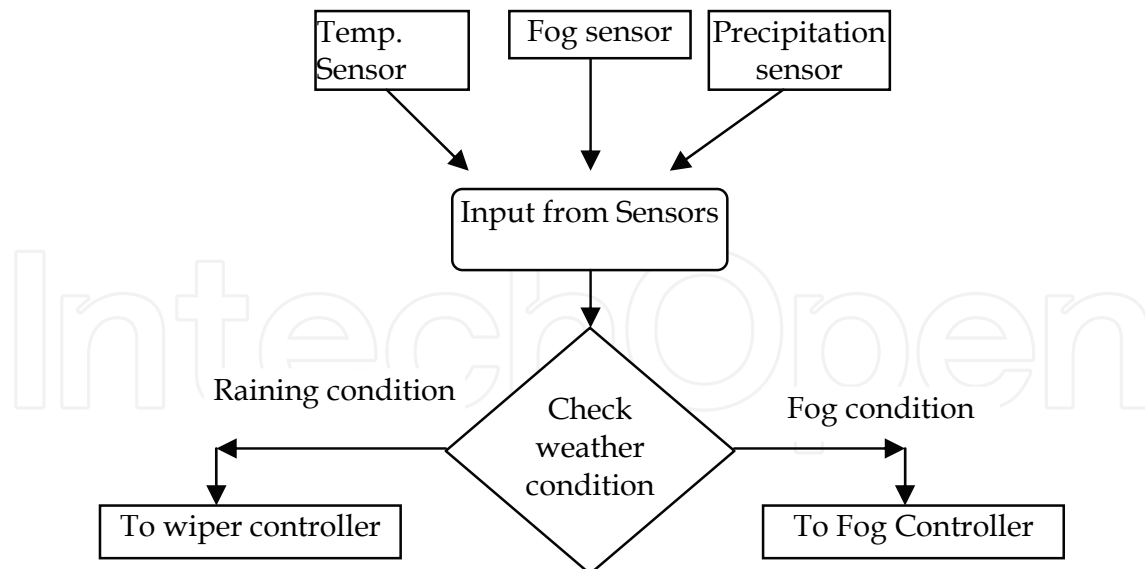 Temp.
Sensor
Fog sensor
Precipitation
sensor
Input from Sensors
IntechOpen
Raining condition
Check
weather
condition
Fog condition
To wiper controller
To Fog Controller